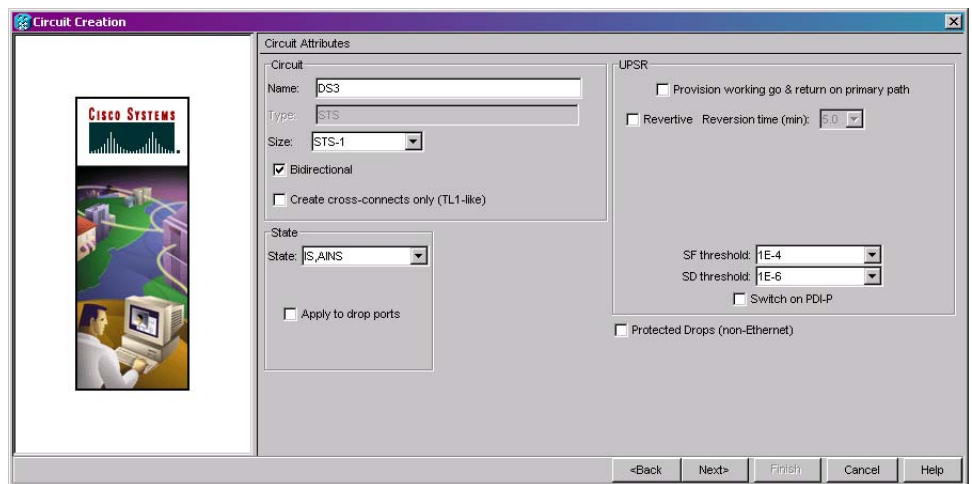 Circuit Creation
CISCO SYSTEMS
Circuit Attributes
Circuit
Name: DS3
Type: STS
Size: STS-1
Bidirectional
Create cross-connects only (TL1-like)
State
State: IS,AINS
Apply to drop ports
UPSR
Provision working go & return on primary path
Revertive Reversion time (min): 5.0
SF threshold: 1E-4
SD threshold: 1E-6
Switch on PDI-P
Protected Drops (non-Ethernet)
<Back Next> Finish Cancel Help